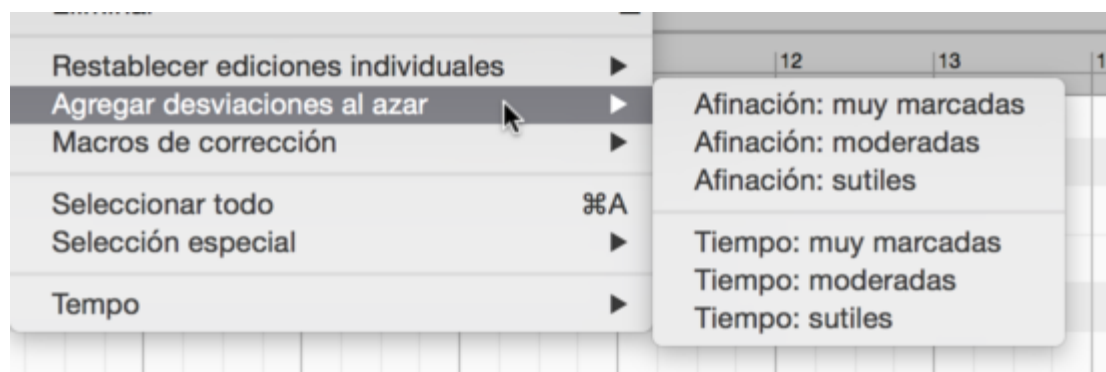 Restablecer ediciones individuales
Agregar desviaciones al azar
Macros de corrección
Seleccionar todo ⌘A
Selección especial
Tempo
12 13
Afinación: muy marcadas
Afinación: moderadas
Afinación: sutiles
Tiempo: muy marcadas
Tiempo: moderadas
Tiempo: sutiles